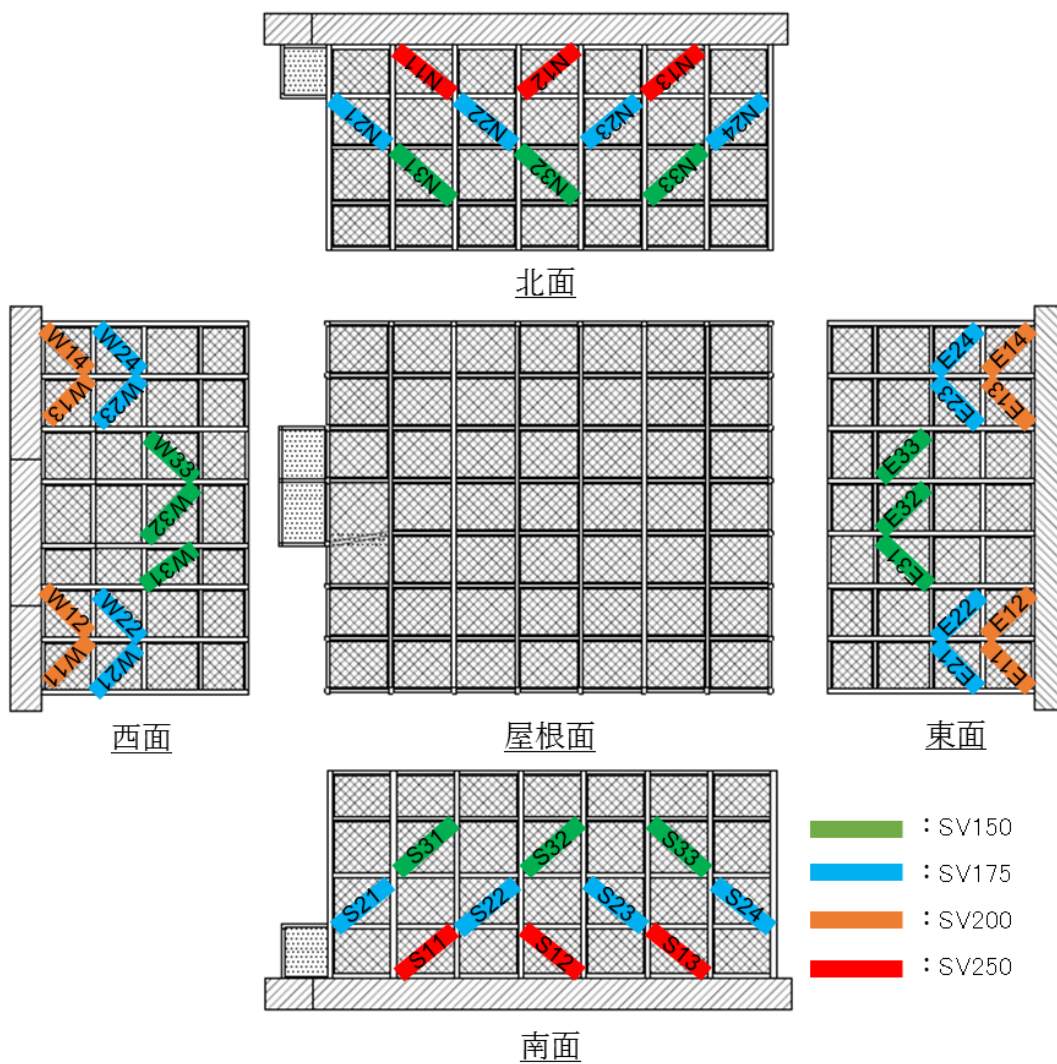 N11
N12
N13
N21
N22
N23
N24
N31
N32
N33
北面
W14
W24
W13
W23
W33
W32
W31
W12
W22
W11
W21
西面
屋根面
E24
E14
E23
E13
E33
E32
E31
E22
E12
E21
E11
東面
S31
S32
S33
S21
S22
S23
S24
S11
S12
S13
南面
:SV150
:SV175
:SV200
:SV250